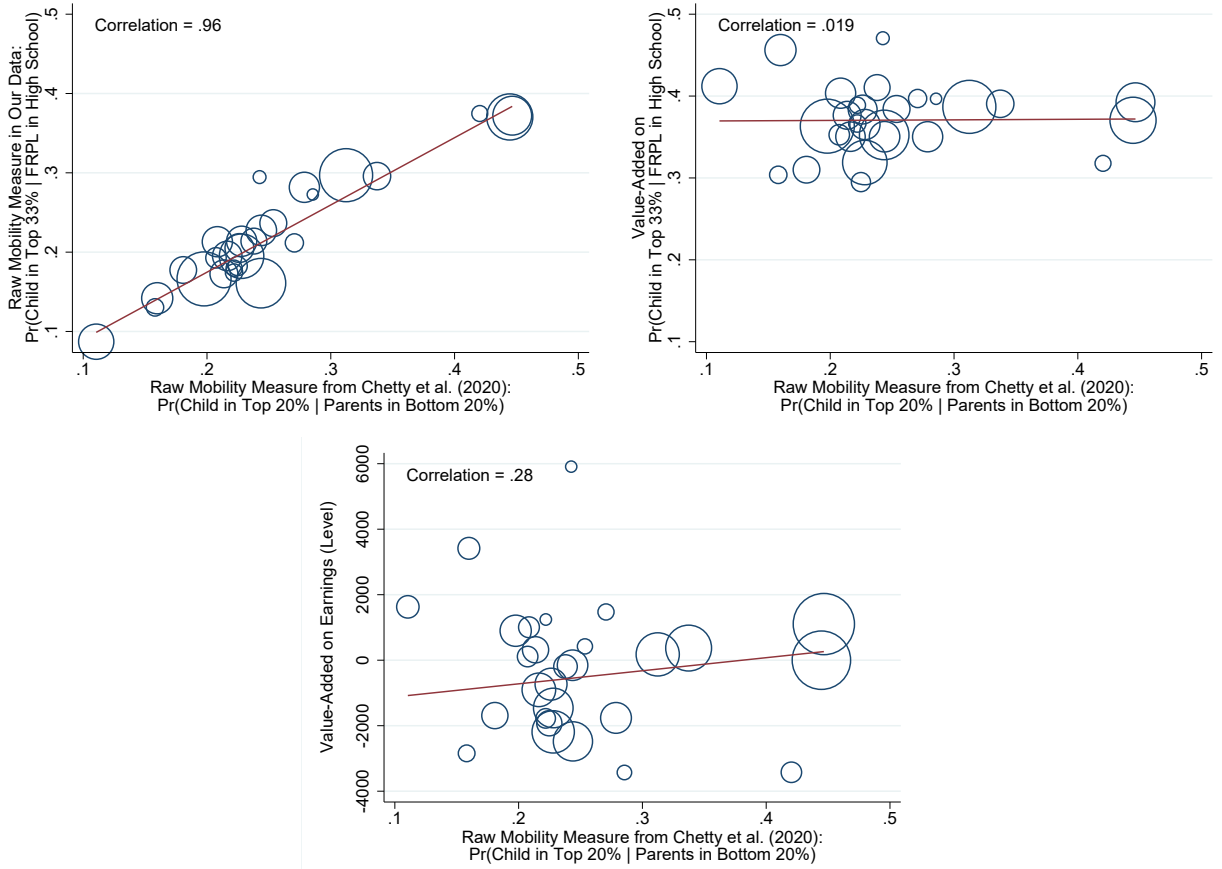 Correlation = .96
Raw Mobility Measure in Our Data:
Pr(Child in Top 33% | FRPL in High School)
.5
.4
.3
.2
.1
.1 .2 .3 .4 .5
Raw Mobility Measure from Chetty et al. (2020):
Pr(Child in Top 20% | Parents in Bottom 20%)
Correlation = .019
Value-Added on
Pr(Child in Top 33% | FRPL in High School)
.5
.4
.3
.2
.1
.1 .2 .3 .4 .5
Raw Mobility Measure from Chetty et al. (2020):
Pr(Child in Top 20% | Parents in Bottom 20%)
Correlation = .28
Value-Added on Earnings (Level)
6000
4000
2000
0
-2000
-4000
.1 .2 .3 .4 .5
Raw Mobility Measure from Chetty et al. (2020):
Pr(Child in Top 20% | Parents in Bottom 20%)